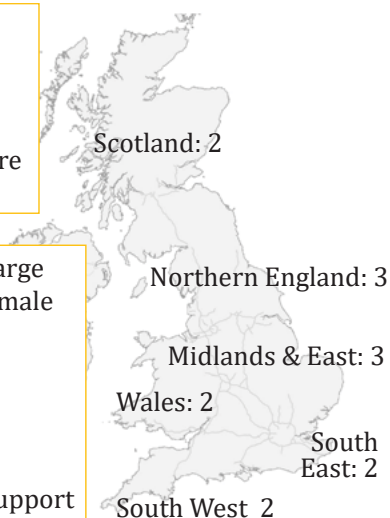 re
Scotland: 2
arge
male
Northern England: 3
Midlands & East: 3
Wales: 2
South
East: 2
upport
South West 2